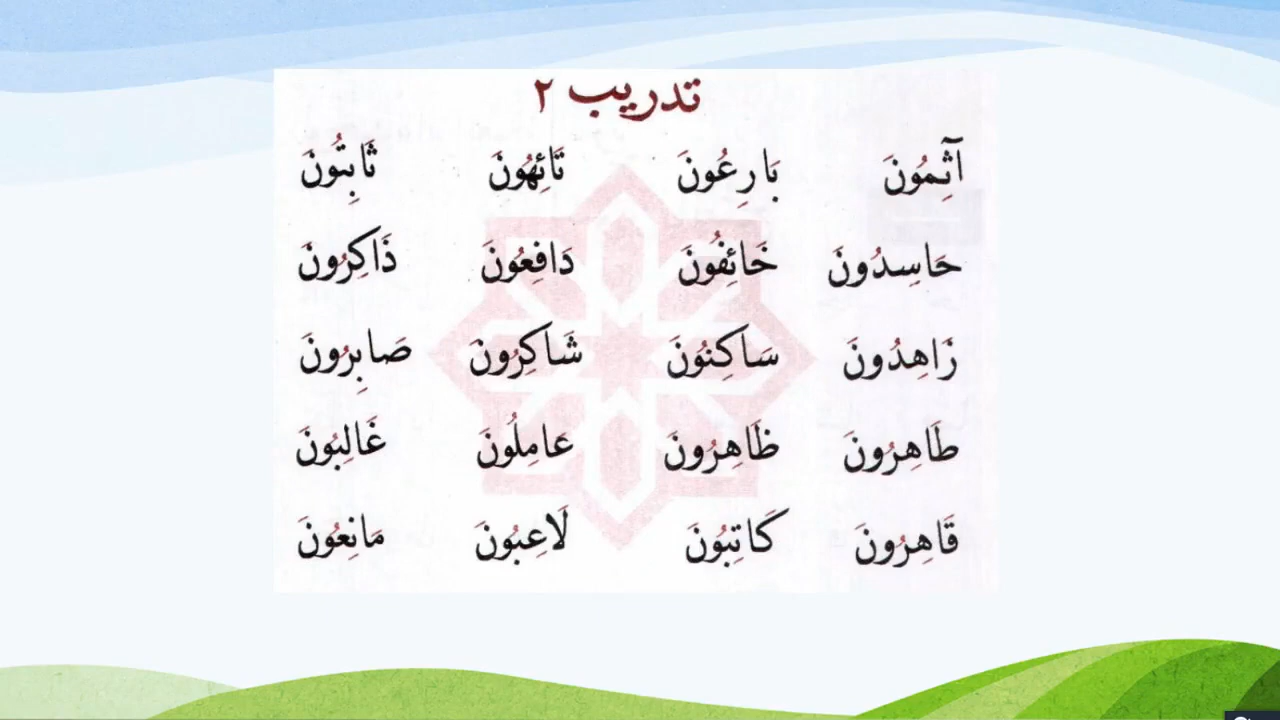 تدريب ٢
آثِمُونَ بَارِعُونَ تَائِهُونَ ثَابِتُونَ
حَاسِدُونَ خَائِفُونَ دَافِعُونَ ذَاكِرُونَ
زَاهِدُونَ سَاكِنُونَ شَاكِرُونَ صَابِرُونَ
طَاهِرُونَ ظَاهِرُونَ عَامِلُونَ غَالِبُونَ
قَاهِرُونَ كَاتِبُونَ لَاعِبُونَ مَانِعُونَ